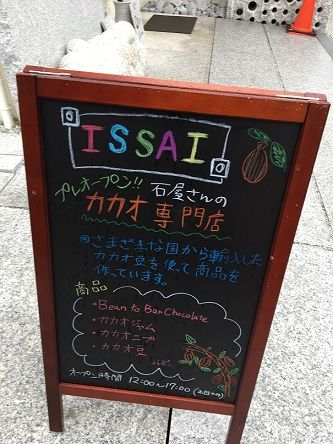 ISSAI
プレオープン!! 石屋さんの
カカオ専門店
さまざまな国から輸入した
カカオ豆を使って商品を
作っています。
商品
・Bean to Bar Chocolate
・カカオジャム
・カカオニブ
・カカオ豆
など
オープン時間 12:00〜17:00